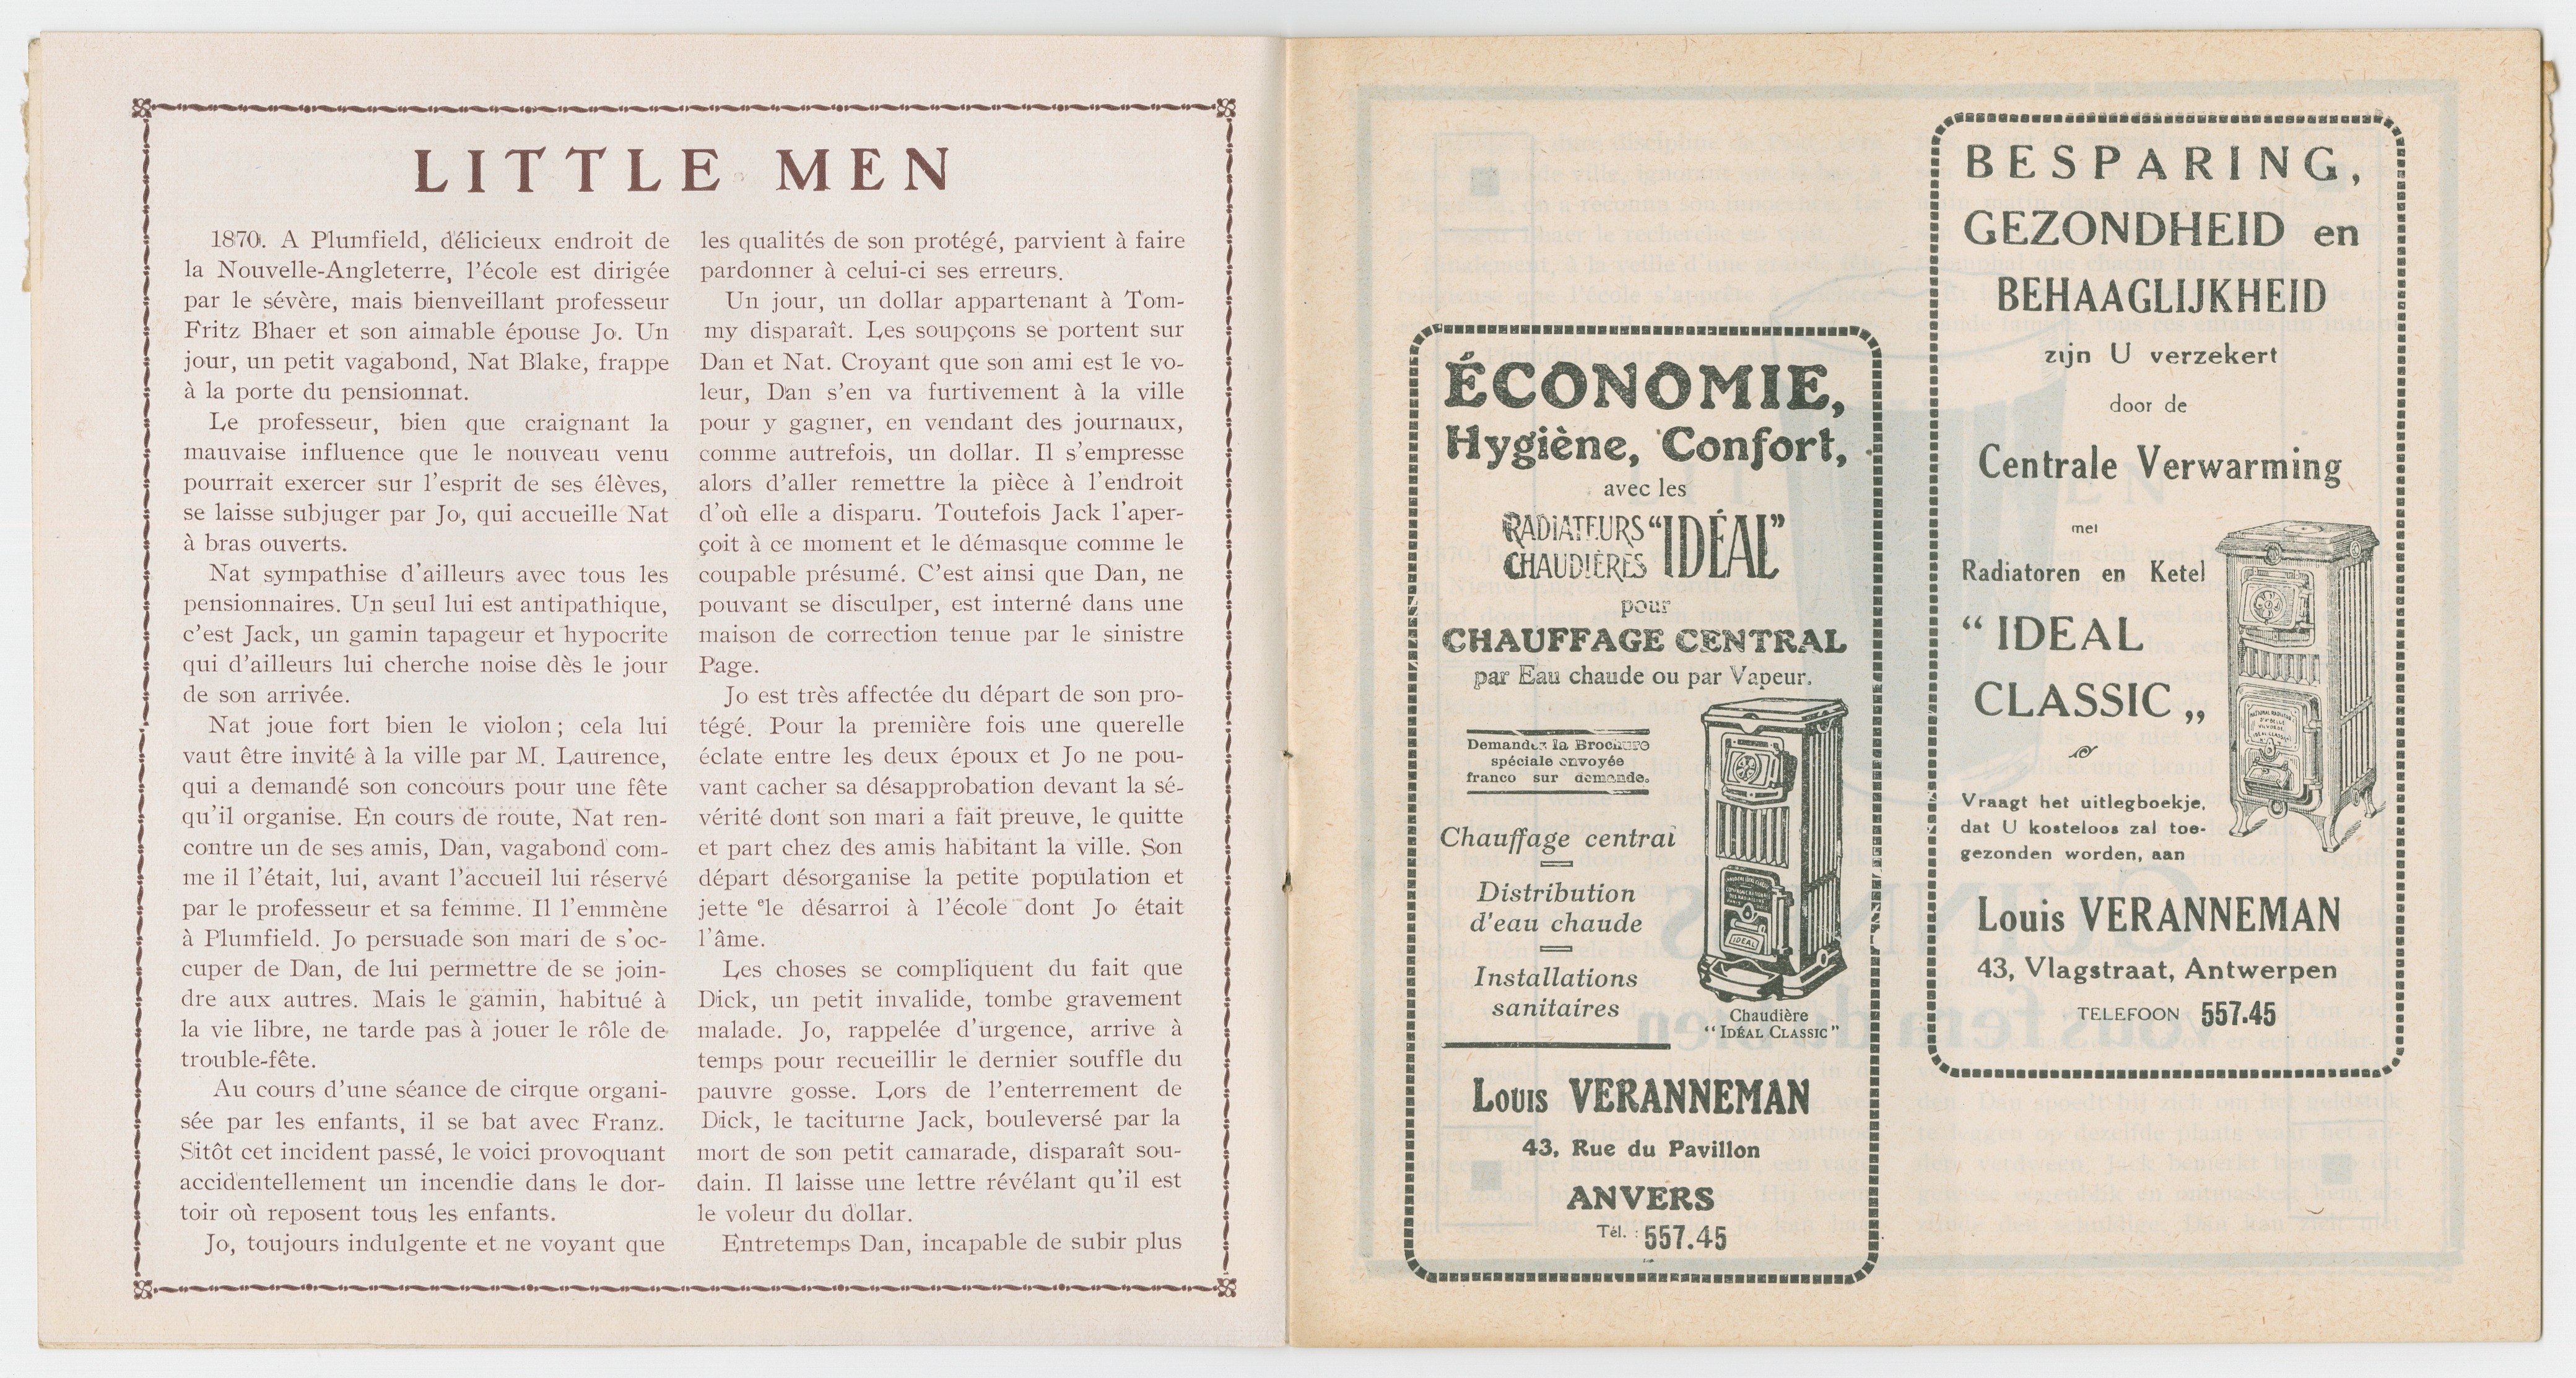 LITTLE MEN
1870. A Plumfield, délicieux endroit de
la Nouvelle-Angleterre, l'école est dirigée
par le sévère, mais bienveillant professeur
Fritz Bhaer et son aimable épouse Jo. Un
jour, un petit vagabond, Nat Blake, frappe
à la porte du pensionnat.
Le professeur, bien que craignant la
mauvaise influence que le nouveau venu
pourrait exercer sur l'esprit de ses élèves,
se laisse subjuger par Jo, qui accueille Nat
à bras ouverts.
Nat sympathise d'ailleurs avec tous les
pensionnaires. Un seul lui est antipathique,
c'est Jack, un gamin tapageur et hypocrite
qui d'ailleurs lui cherche noise dès le jour
de son arrivée.
Nat joue fort bien le violon; cela lui
vaut être invité à la ville par M. Laurence,
qui a demandé son concours pour une fête
qu'il organise. En cours de route, Nat ren-
contre un de ses amis, Dan, vagabond com-
me il l'était, lui, avant l'accueil lui réservé
par le professeur et sa femme. Il l'emmène
à Plumfield. Jo persuade son mari de s'oc-
cuper de Dan, de lui permettre de se join-
dre aux autres. Mais le gamin, habitué à
la vie libre, ne tarde pas à jouer le rôle de
trouble-fête.
Au cours d'une séance de cirque organi-
sée par les enfants, il se bat avec Franz.
Sitôt cet incident passé, le voici provoquant
accidentellement un incendie dans le dor-
toir où reposent tous les enfants.
Jo, toujours indulgente et ne voyant que
les qualités de son protégé, parvient à faire
pardonner à celui-ci ses erreurs.
Un jour, un dollar appartenant à Tom-
my disparaît. Les soupçons se portent sur
Dan et Nat. Croyant que son ami est le vo-
leur, Dan s'en va furtivement à la ville
pour y gagner, en vendant des journaux,
comme autrefois, un dollar. Il s'empresse
alors d'aller remettre la pièce à l'endroit
d'où elle a disparu. Toutefois Jack l'aper-
çoit à ce moment et le démasque comme le
coupable présumé. C'est ainsi que Dan, ne
pouvant se disculper, est interné dans une
maison de correction tenue par le sinistre
Page.
Jo est très affectée du départ de son pro-
tégé. Pour la première fois une querelle
éclate entre les deux époux et Jo ne pou-
vant cacher sa désapprobation devant la sé-
vérité dont son mari a fait preuve, le quitte
et part chez des amis habitant la ville. Son
départ désorganise la petite population et
jette le désarroi à l'école dont Jo était
l'âme.
Les choses se compliquent du fait que
Dick, un petit invalide, tombe gravement
malade. Jo, rappelée d'urgence, arrive à
temps pour recueillir le dernier souffle du
pauvre gosse. Lors de l'enterrement de
Dick, le taciturne Jack, bouleversé par la
mort de son petit camarade, disparaît sou-
dain. Il laisse une lettre révélant qu'il est
le voleur du dollar.
Entretemps Dan, incapable de subir plus
ÉCONOMIE,
Hygiène, Confort,
avec les
RADIATEURS
CHAUDIÈRES
"IDÉAL"
pour
CHAUFFAGE CENTRAL
par Eau chaude ou par Vapeur.
Demandez la Brochure
spéciale envoyée
franco sur demande.
Chauffage central
Distribution
d'eau chaude
Installations
sanitaires
IDEAL
Chaudière
"IDÉAL CLASSIC"
Louis VERANNEMAN
43, Rue du Pavillon
ANVERS
Tél. : 557.45
BESPARING,
GEZONDHEID en
BEHAAGLIJKHEID
zijn U verzekert
door de
Centrale Verwarming
met
Radiatoren en Ketel
" IDEAL
CLASSIC „
Vraagt het uitlegboekje,
dat U kosteloos zal toe-
gezonden worden, aan
Louis VERANNEMAN
43, Vlagstraat, Antwerpen
TELEFOON 557.45